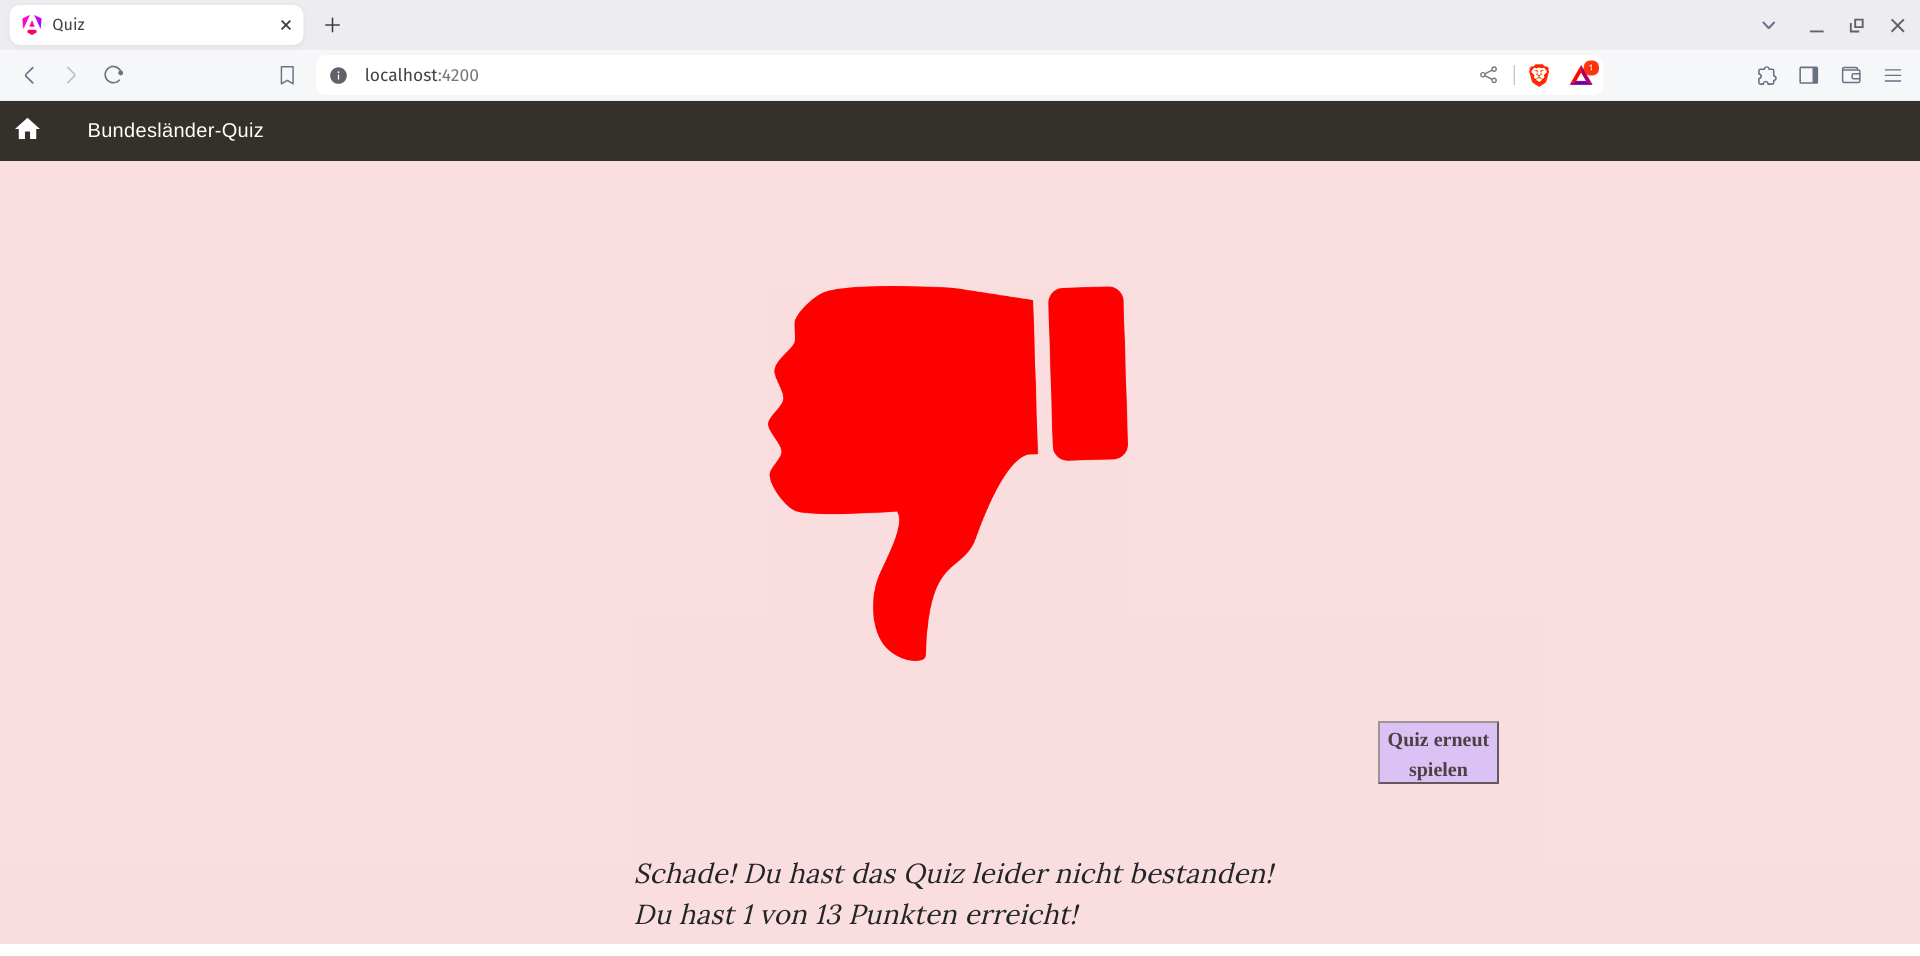 Quiz
localhost:4200
1
Bundesländer-Quiz
Quiz erneut
spielen
Schade! Du hast das Quiz leider nicht bestanden!
Du hast 1 von 13 Punkten erreicht!